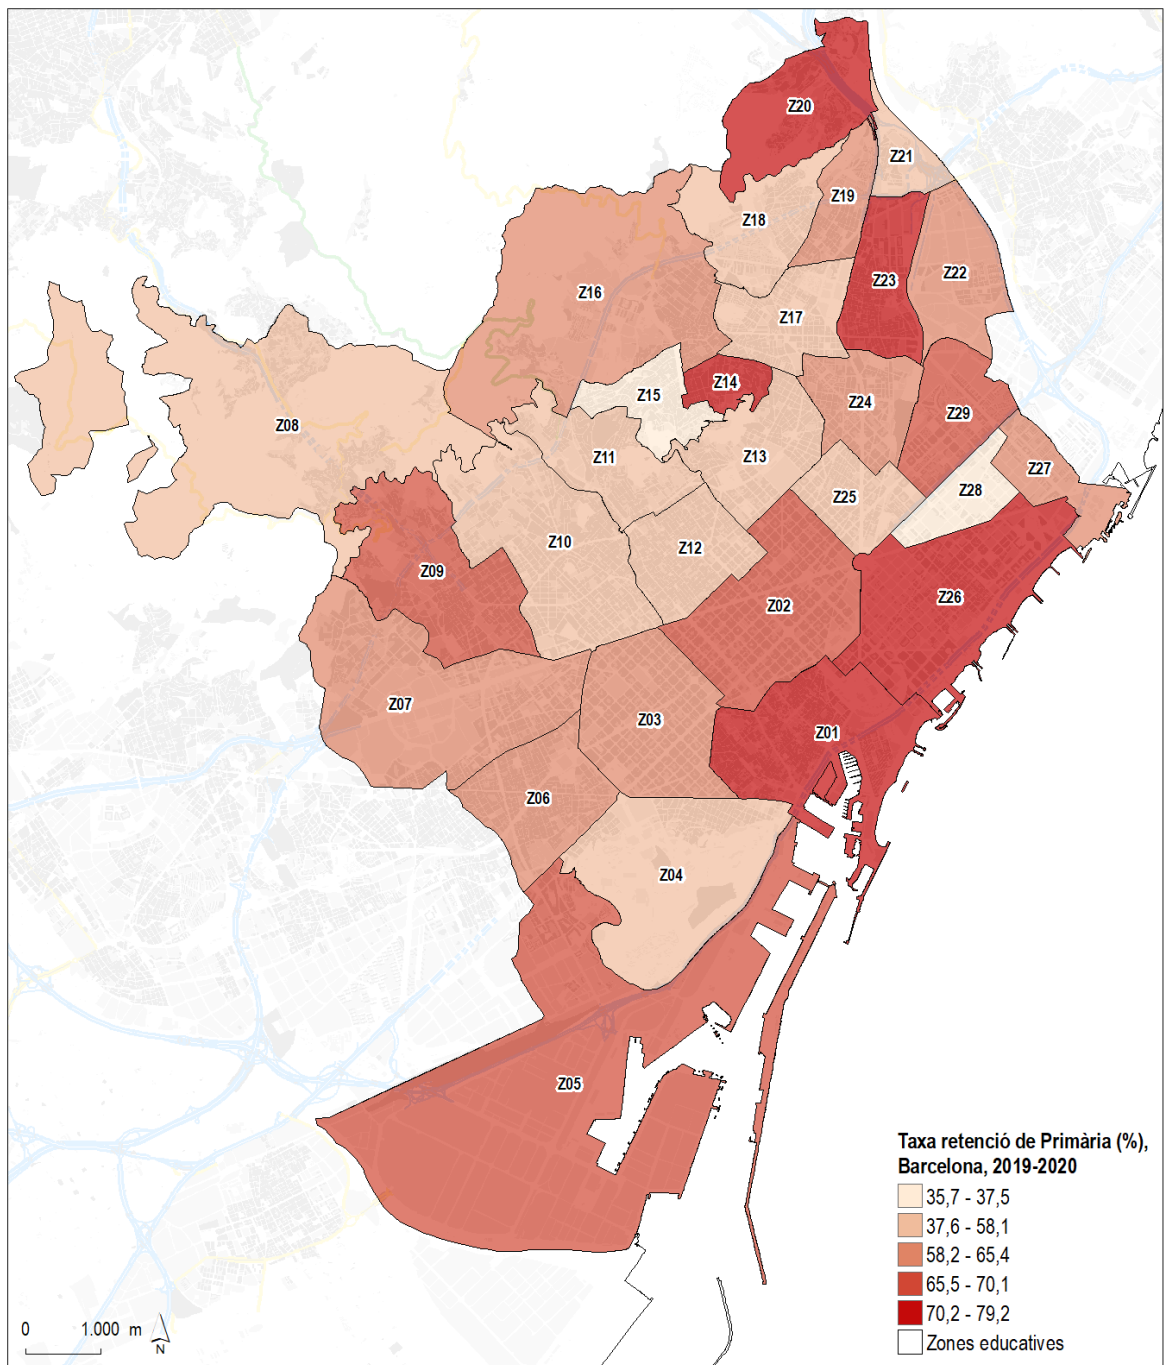 Z20
Z21
Z19
Z18
Z22
Z23
Z16
Z17
Z14
Z15
Z24
Z29
Z08
Z11
Z13
Z27
Z28
Z25
Z10
Z12
Z09
Z26
Z02
Z07
Z03
Z01
Z06
Z04
Z05
Taxa retenció de Primària (%),
Barcelona, 2019-2020
35,7 - 37,5
37,6 - 58,1
58,2 - 65,4
65,5 - 70,1
70,2 - 79,2
Zones educatives
0 1.000 m
N